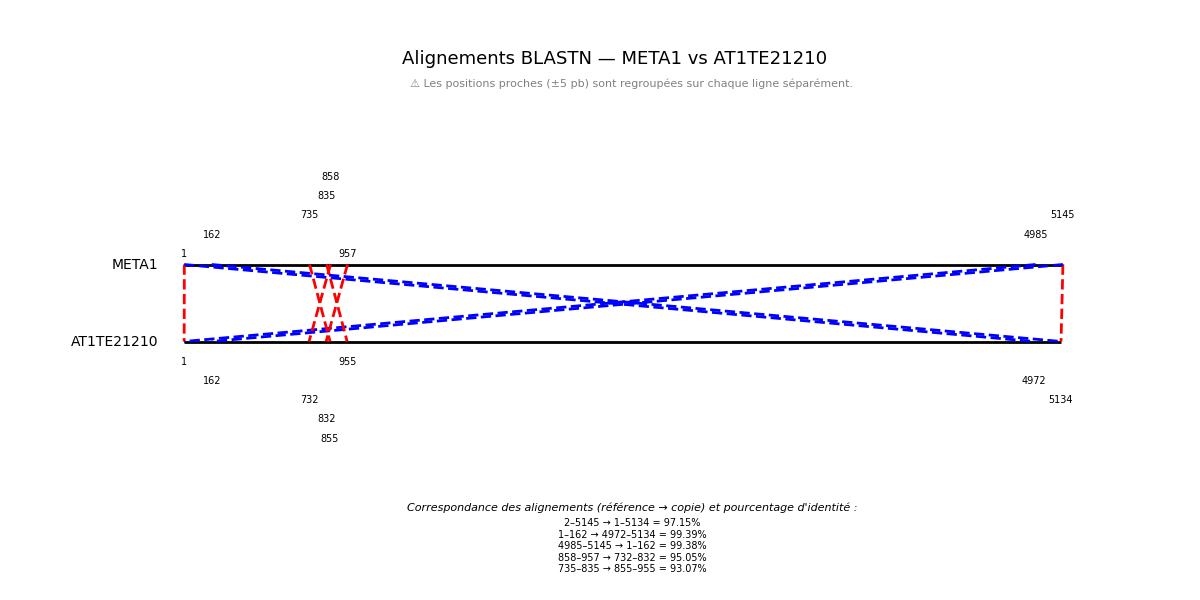 Alignements BLASTN — META1 vs AT1TE21210
⚠ Les positions proches (±5 pb) sont regroupées sur chaque ligne séparément.
858
835
735 5145
162 4985
1 957
META1
AT1TE21210
1 955
162 4972
732 5134
832
855
Correspondance des alignements (référence → copie) et pourcentage d'identité :
2–5145 → 1–5134 = 97.15%
1–162 → 4972–5134 = 99.39%
4985–5145 → 1–162 = 99.38%
858–957 → 732–832 = 95.05%
735–835 → 855–955 = 93.07%